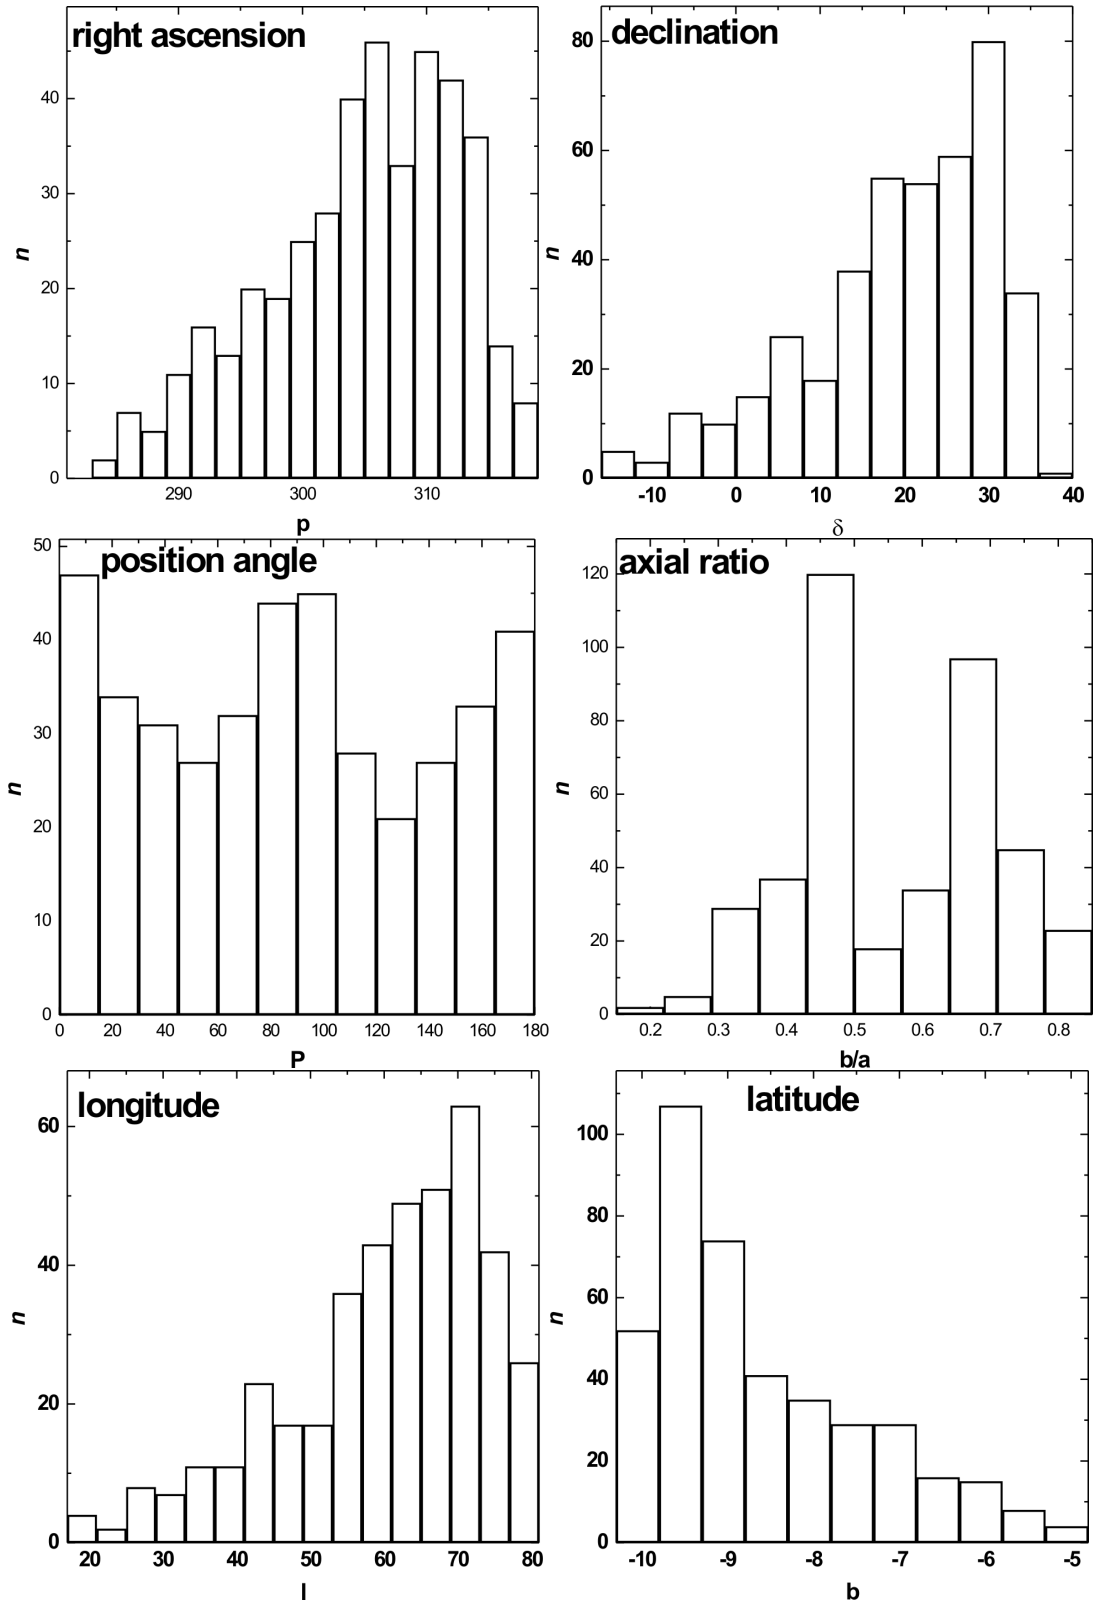 right ascension
n
40
30
20
10
0
290 300 310
p
declination
n
80
60
40
20
0
-10 0 10 20 30 40
δ
position angle
n
50
40
30
20
10
0
0 20 40 60 80 100 120 140 160 180
P
axial ratio
n
120
100
80
60
40
20
0
0.2 0.3 0.4 0.5 0.6 0.7 0.8
b/a
longitude
n
60
40
20
0
20 30 40 50 60 70 80
l
latitude
n
100
80
60
40
20
0
-10 -9 -8 -7 -6 -5
b